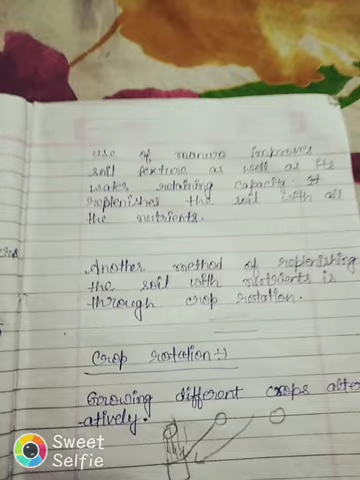 use of manure improves
soil texture as well as its
water retaining capacity. It
replenishes the soil with all
the nutrients.
Another method of replenishing
the soil with nutrients is
through crop rotation.
Crop rotation:-)
Growing different crops alter
-atively.
Sweet
Selfie